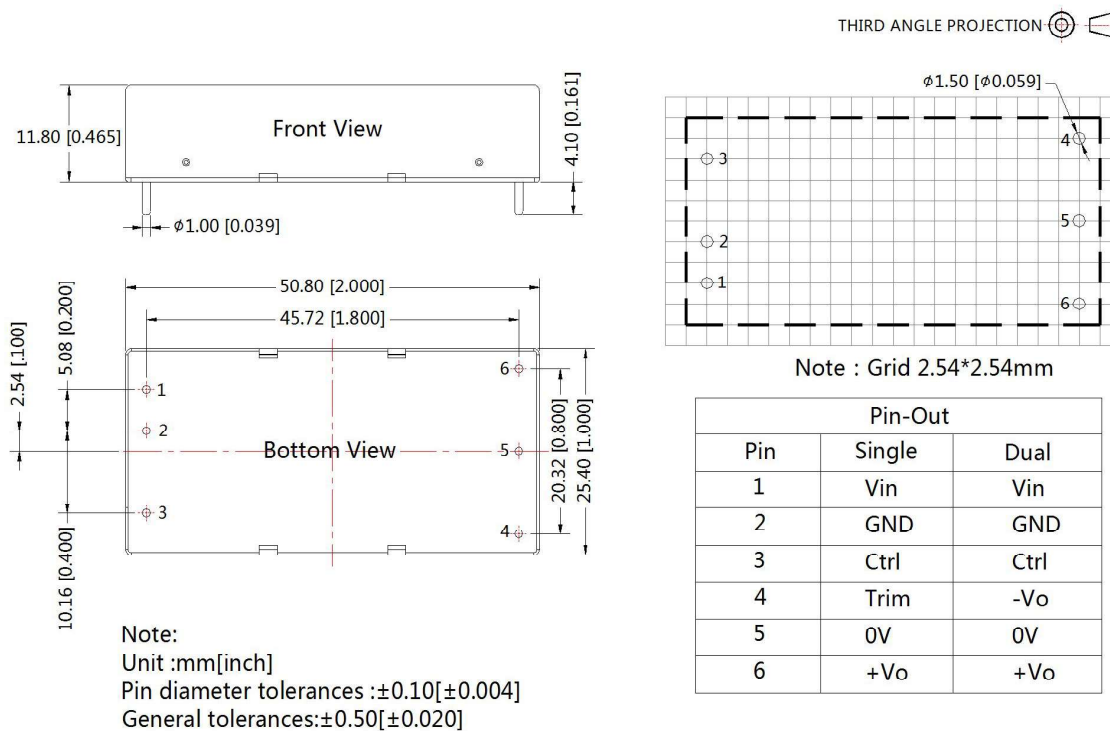 THIRD ANGLE PROJECTION
11.80 [0.465]
Front View
4.10 [0.161]
ϕ1.00 [0.039]
ϕ1.50 [ϕ0.059]
3
2
1
4
5
6
Note : Grid 2.54*2.54mm
50.80 [2.000]
45.72 [1.800]
2.54 [.100]
5.08 [0.200]
10.16 [0.400]
1
2
3
Bottom View
6
5
4
20.32 [0.800]
25.40 [1.000]
Pin-Out
Pin Single Dual
1 Vin Vin
2 GND GND
3 Ctrl Ctrl
4 Trim -Vo
5 0V 0V
6 +Vo +Vo
Note:
Unit :mm[inch]
Pin diameter tolerances :±0.10[±0.004]
General tolerances:±0.50[±0.020]